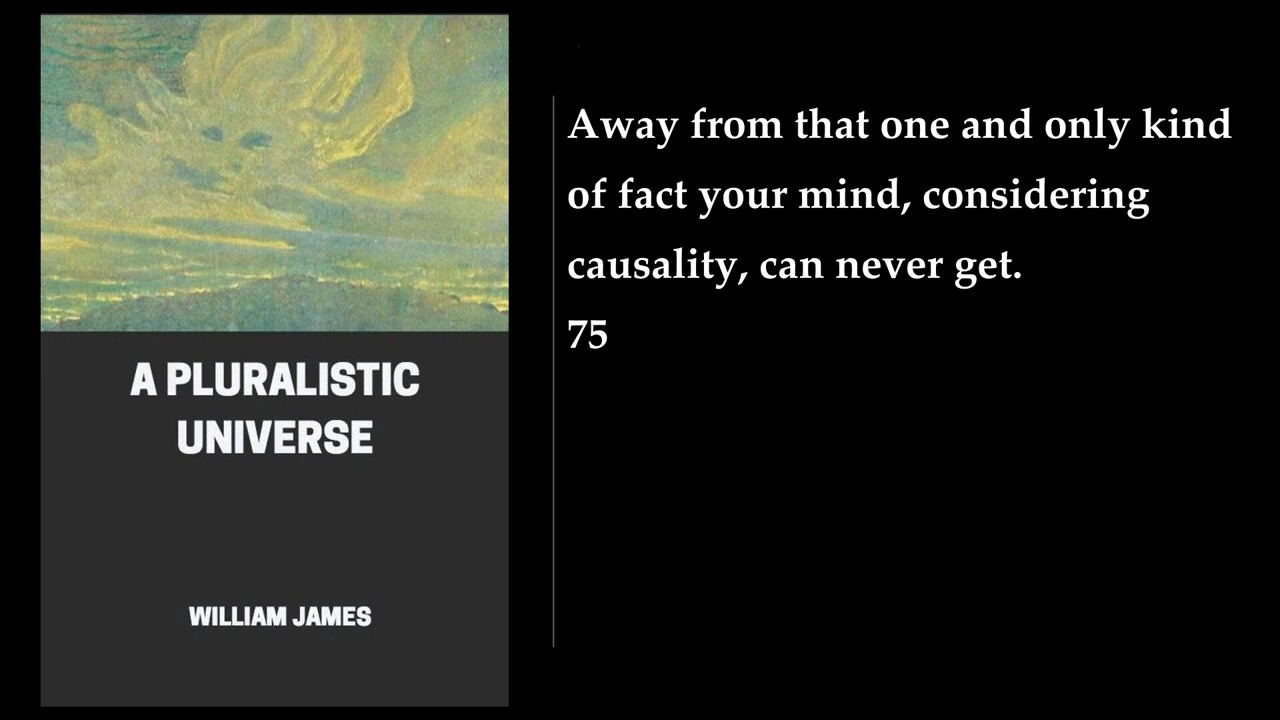 A PLURALISTIC
UNIVERSE
WILLIAM JAMES
Away from that one and only kind
of fact your mind, considering
causality, can never get.
75